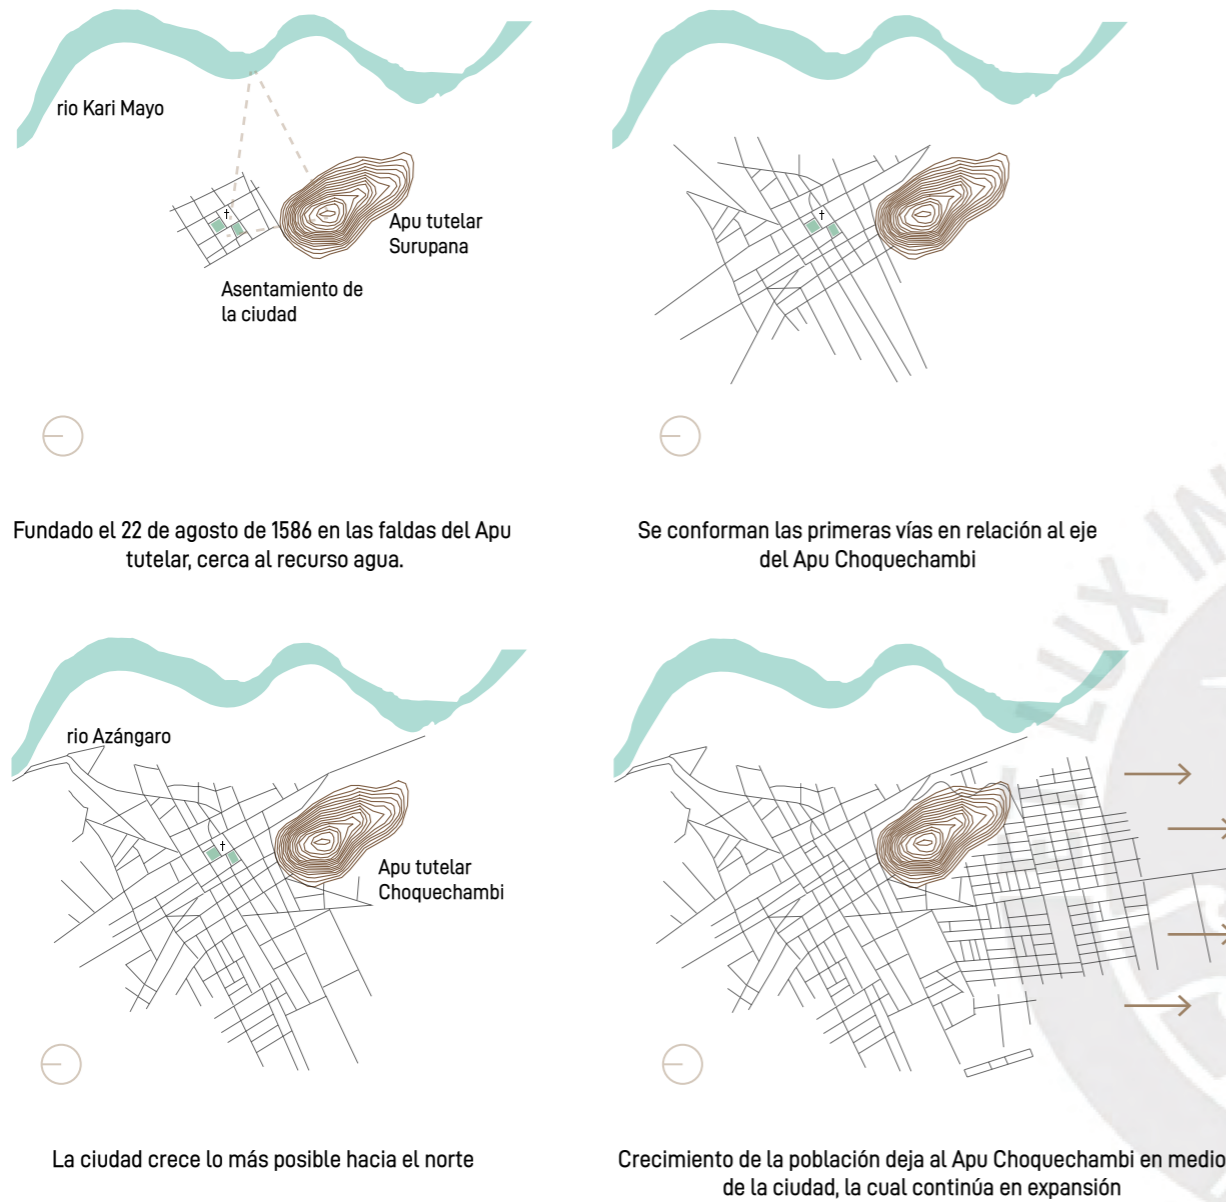 rio Kari Mayo
Apu tutelar
Surupana
Asentamiento de
la ciudad
Fundado el 22 de agosto de 1586 en las faldas del Apu
tutelar, cerca al recurso agua.
Se conforman las primeras vías en relación al eje
del Apu Choquechambi
rio Azángaro
Apu tutelar
Choquechambi
La ciudad crece lo más posible hacia el norte
Crecimiento de la población deja al Apu Choquechambi en medio
de la ciudad, la cual continúa en expansión
ET LUX IN